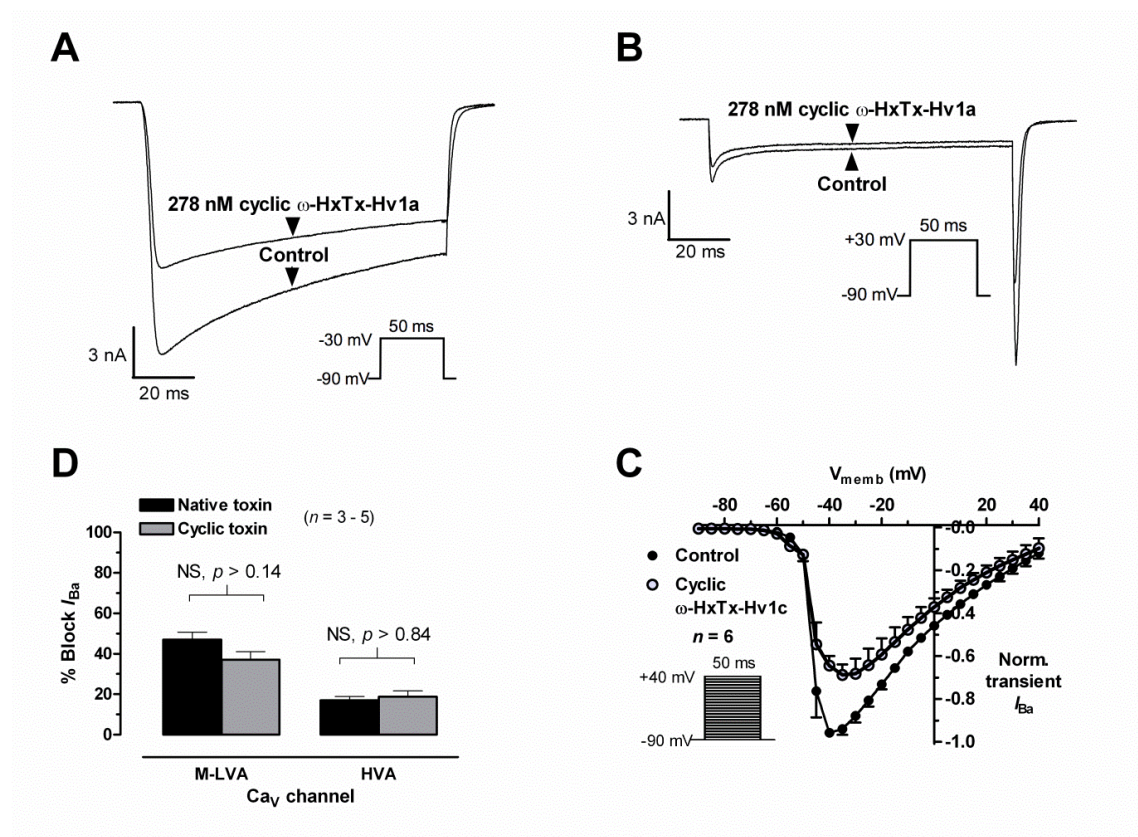 A
278 nM cyclic ω-HxTx-Hv1a
Control
3 nA
20 ms
50 ms
-30 mV
-90 mV
B
278 nM cyclic ω-HxTx-Hv1a
Control
3 nA
20 ms
50 ms
+30 mV
-90 mV
D
Native toxin
Cyclic toxin
(n = 3 - 5)
% Block IBa
100
80
60
40
20
0
NS, p > 0.14
NS, p > 0.84
M-LVA
HVA
CaV channel
C
Vmemb (mV)
-80
-60
-40
-20
20
40
-0.0
-0.2
-0.4
-0.6
-0.8
-1.0
Control
Cyclic
ω-HxTx-Hv1c
n = 6
50 ms
+40 mV
-90 mV
Norm.
transient
IBa